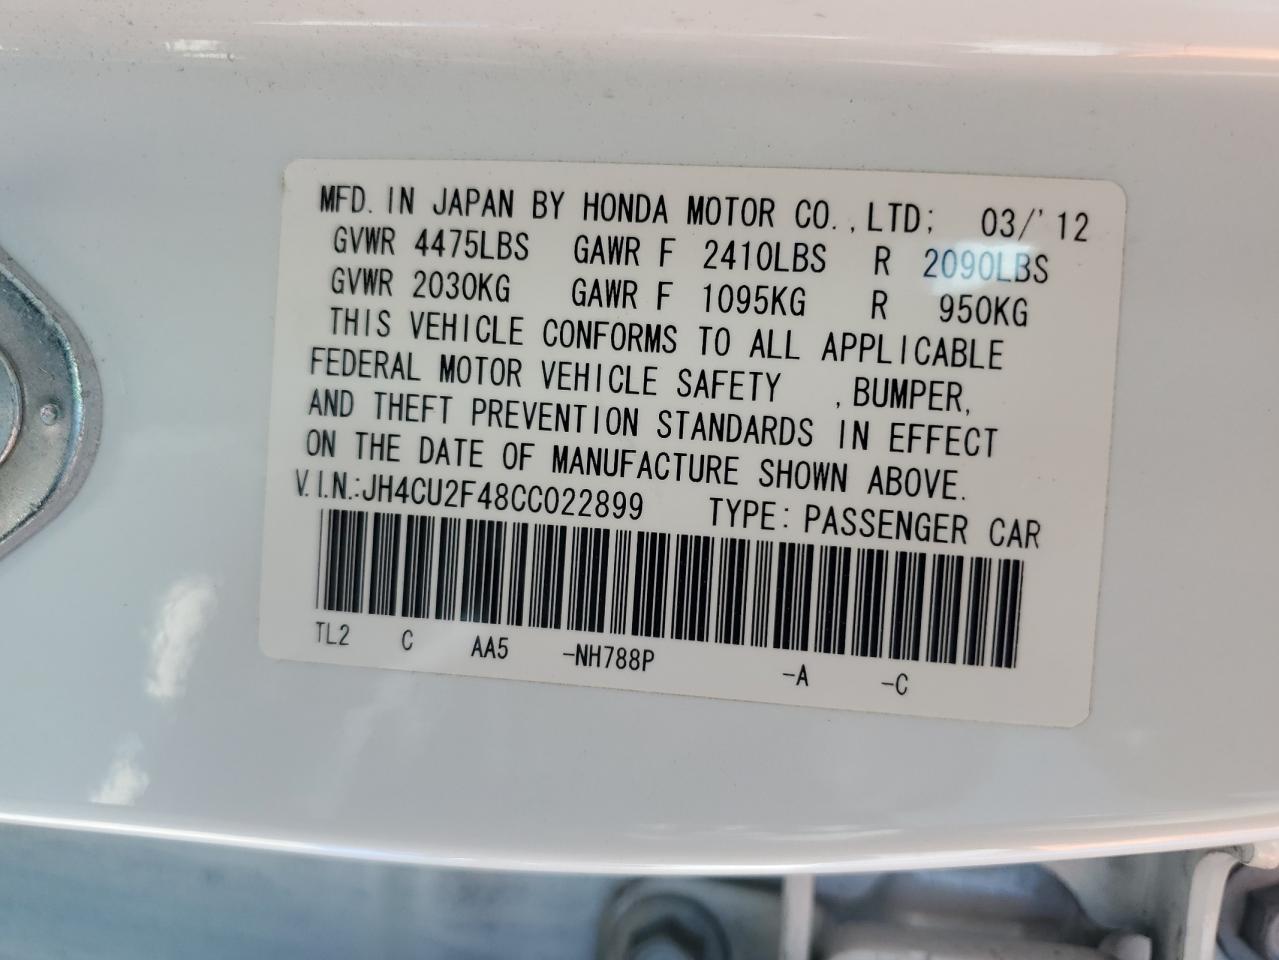 MFD. IN JAPAN BY HONDA MOTOR CO., LTD; 03/'12
GVWR 4475LBS GAWR F 2410LBS R 2090LBS
GVWR 2030KG GAWR F 1095KG R 950KG
THIS VEHICLE CONFORMS TO ALL APPLICABLE
FEDERAL MOTOR VEHICLE SAFETY , BUMPER,
AND THEFT PREVENTION STANDARDS IN EFFECT
ON THE DATE OF MANUFACTURE SHOWN ABOVE.
V.I.N.:JH4CU2F48CC022899 TYPE: PASSENGER CAR
TL2 C AA5 -NH788P -A -C